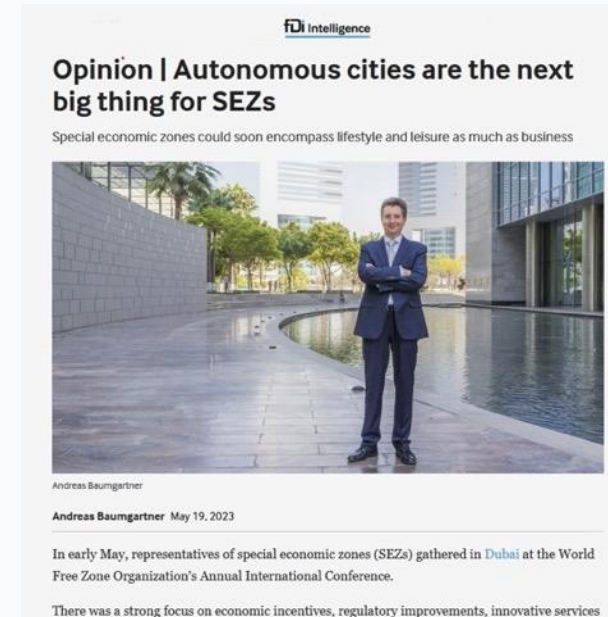 fDi Intelligence
Opinion | Autonomous cities are the next
big thing for SEZs
Special economic zones could soon encompass lifestyle and leisure as much as business
Andreas Baumgartner
Andreas Baumgartner May 19, 2023
In early May, representatives of special economic zones (SEZs) gathered in Dubai at the World
Free Zone Organization's Annual International Conference.
There was a strong focus on economic incentives, regulatory improvements, innovative services